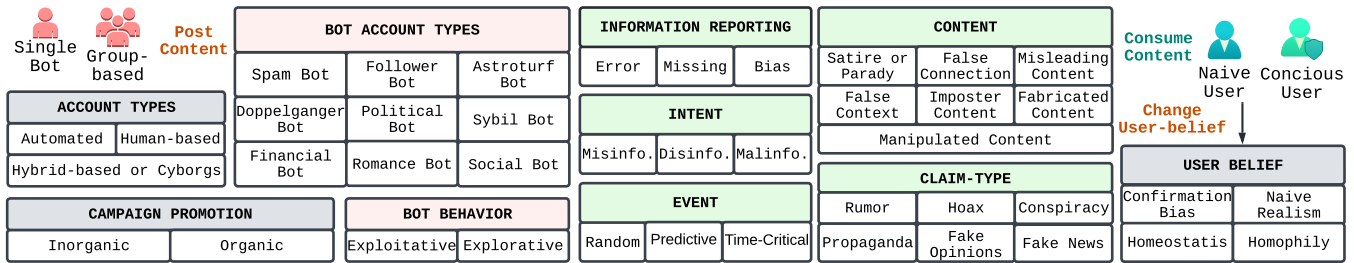 Single
Bot
Group-
based
Post
Content
ACCOUNT TYPES
Automated
Human-based
Hybrid-based or Cyborgs
CAMPAIGN PROMOTION
Inorganic
Organic
BOT ACCOUNT TYPES
Spam Bot
Follower
Bot
Astroturf
Bot
Doppelganger
Bot
Political
Bot
Sybil Bot
Financial
Bot
Romance Bot
Social Bot
BOT BEHAVIOR
Exploitative
Explorative
INFORMATION REPORTING
Error
Missing
Bias
INTENT
Misinfo.
Disinfo.
Malinfo.
EVENT
Random
Predictive
Time-Critical
CONTENT
Satire or
Parady
False
Connection
Misleading
Content
False
Context
Imposter
Content
Fabricated
Content
Manipulated Content
CLAIM-TYPE
Rumor
Hoax
Conspiracy
Propaganda
Fake
Opinions
Fake News
Consume
Content
Naive
User
Concious
User
Change
User-belief
USER BELIEF
Confirmation
Bias
Naive
Realism
Homeostatis
Homophily